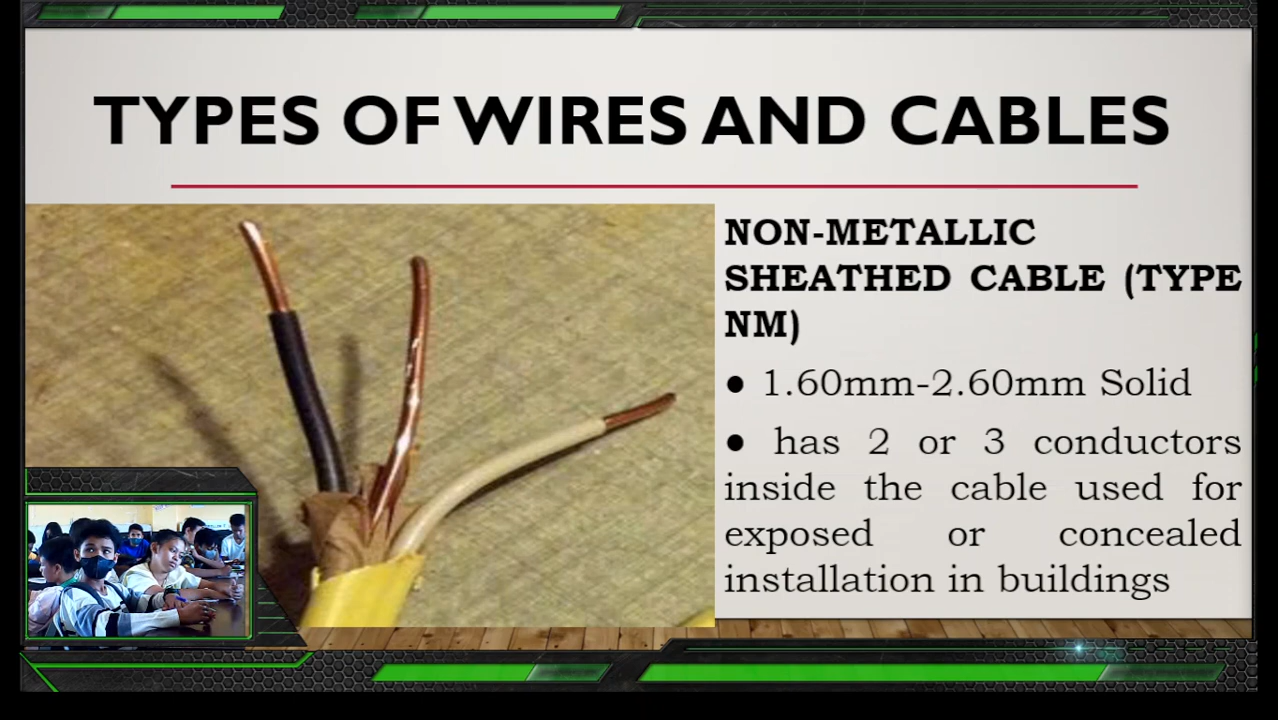 TYPES OF WIRES AND CABLES
NON-METALLIC
SHEATHED CABLE (TYPE
NM)
● 1.60mm-2.60mm Solid
● has 2 or 3 conductors
inside the cable used for
exposed or concealed
installation in buildings